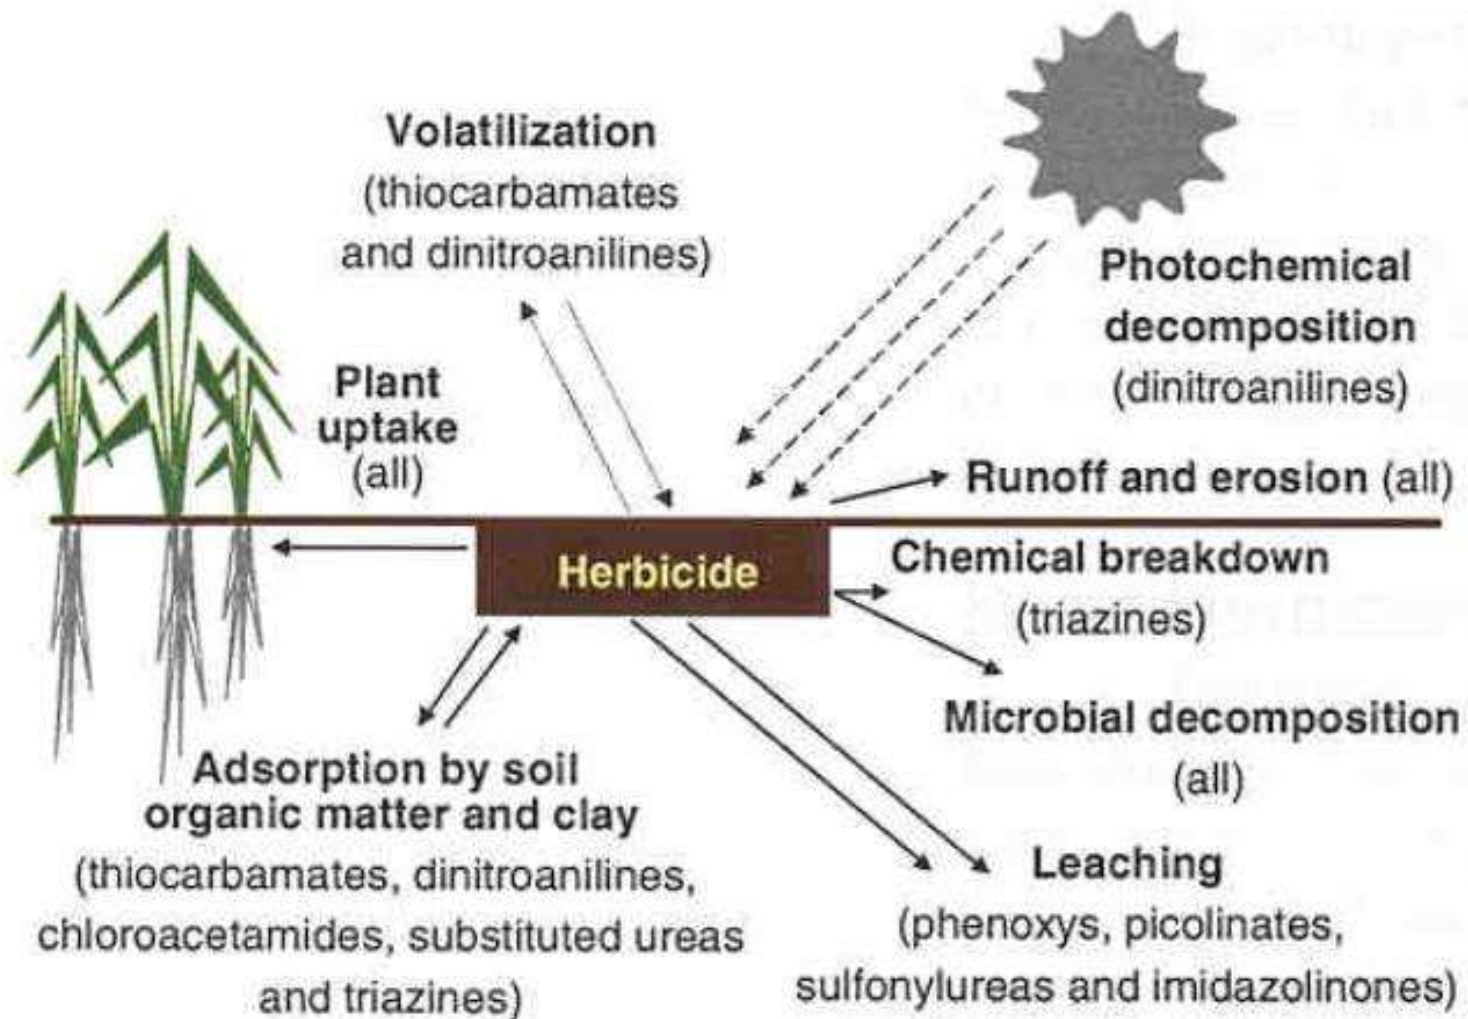 Volatilization
(thiocarbamates
and dinitroanilines)
Photochemical
decomposition
(dinitroanilines)
Plant
uptake
(all)
Runoff and erosion (all)
Herbicide
Chemical breakdown
(triazines)
Microbial decomposition
(all)
Adsorption by soil
organic matter and clay
(thiocarbamates, dinitroanilines,
chloroacetamides, substituted ureas
and triazines)
Leaching
(phenoxys, picolinates,
sulfonylureas and imidazolinones)